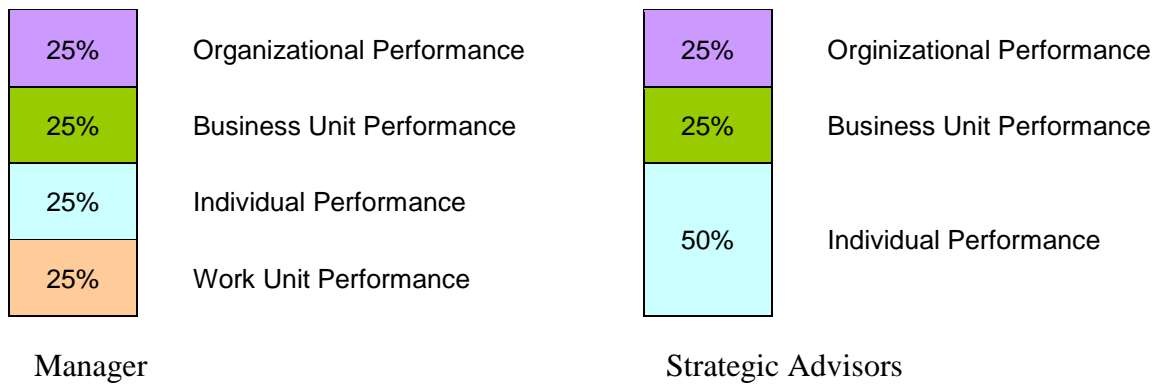 25% Organizational Performance
25% Business Unit Performance
25% Individual Performance
25% Work Unit Performance
Manager
25% Orginizational Performance
25% Business Unit Performance
50% Individual Performance
Strategic Advisors